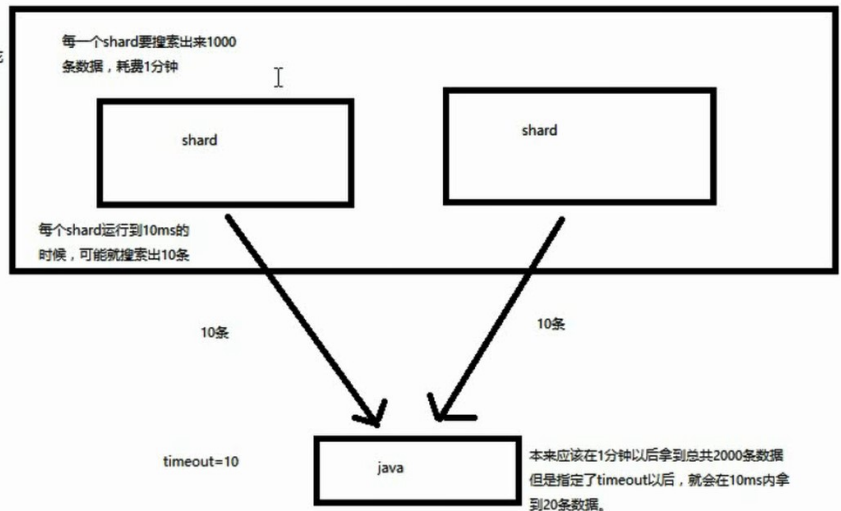 每一个shard要搜索出来1000
条数据，耗费1分钟
shard
shard
每个shard运行到10ms的
时候，可能就搜索出10条
10条
10条
timeout=10
java
本来应该在1分钟以后拿到总共2000条数据
但是指定了timeout以后，就会在10ms内拿
到20条数据。